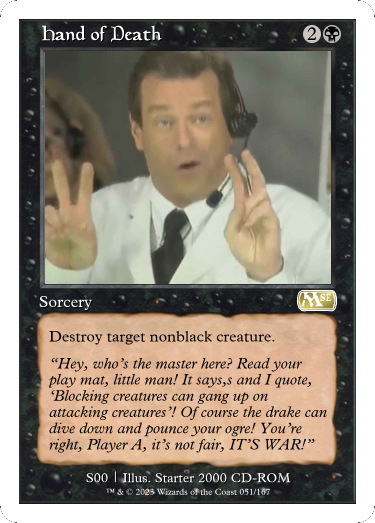 Hand of Death 2
Sorcery MSE
Destroy target nonblack creature.
“Hey, who’s the master here? Read your
play mat, little man! It says,s and I quote,
‘Blocking creatures can gang up on
attacking creatures’! Of course the drake can
dive down and pounce your ogre! You’re
right, Player A, it’s not fair, IT’S WAR!”
S00 | Illus. Starter 2000 CD-ROM
™ & © 2023 Wizards of the Coast 051/167